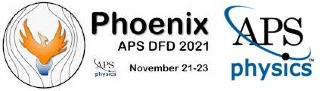 Phoenix
APS DFD 2021
APS
physics
November 21-23
APS
physics